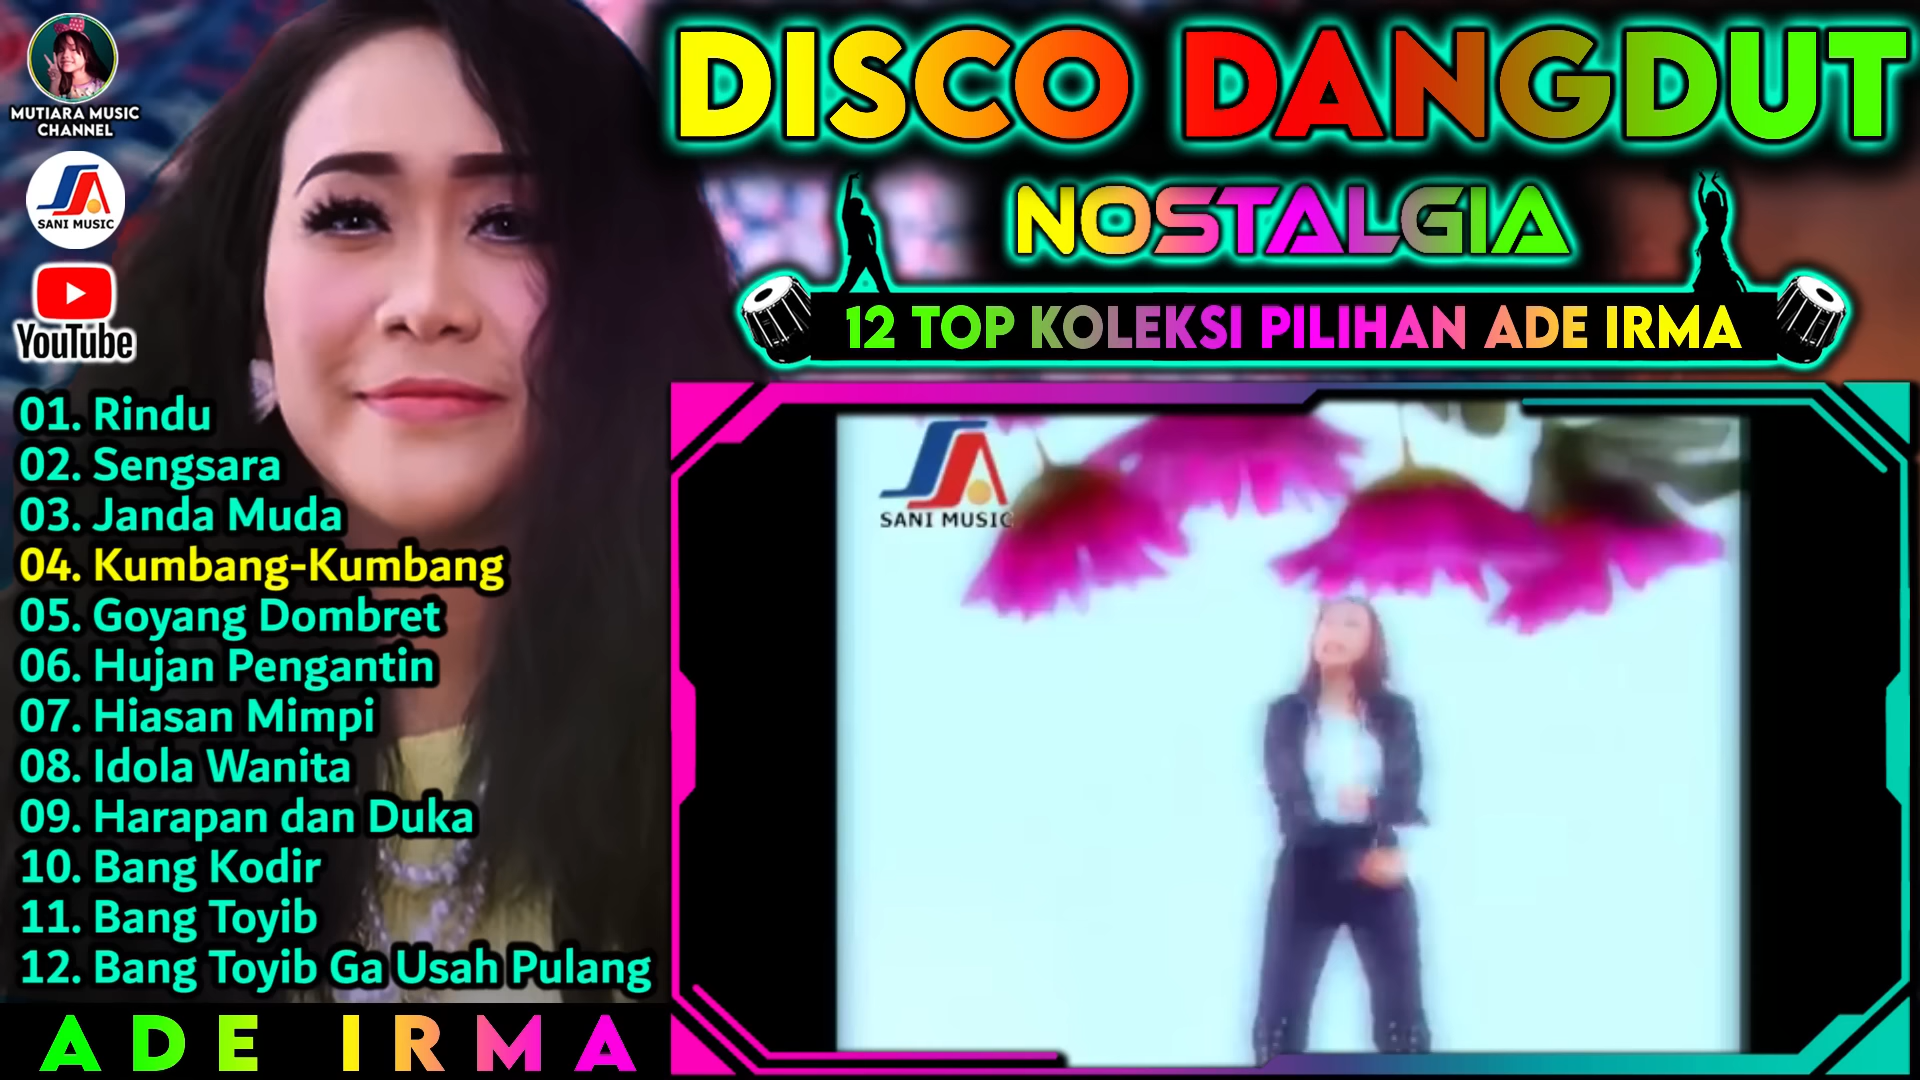 MUTIARA MUSIC
CHANNEL
SANI MUSIC
YouTube
DISCO DANGDUT
NOSTALGIA
12 TOP KOLEKSI PILIHAN ADE IRMA
01. Rindu
02. Sengsara
03. Janda Muda
04. Kumbang-Kumbang
05. Goyang Dombret
06. Hujan Pengantin
07. Hiasan Mimpi
08. Idola Wanita
09. Harapan dan Duka
10. Bang Kodir
11. Bang Toyib
12. Bang Toyib Ga Usah Pulang
ADE IRMA
SANI MUSIC